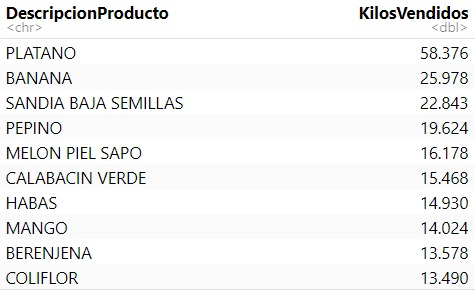 DescripcionProducto KilosVendidos
<chr> <dbl>
PLATANO 58.376
BANANA 25.978
SANDIA BAJA SEMILLAS 22.843
PEPINO 19.624
MELON PIEL SAPO 16.178
CALABACIN VERDE 15.468
HABAS 14.930
MANGO 14.024
BERENJENA 13.578
COLIFLOR 13.490